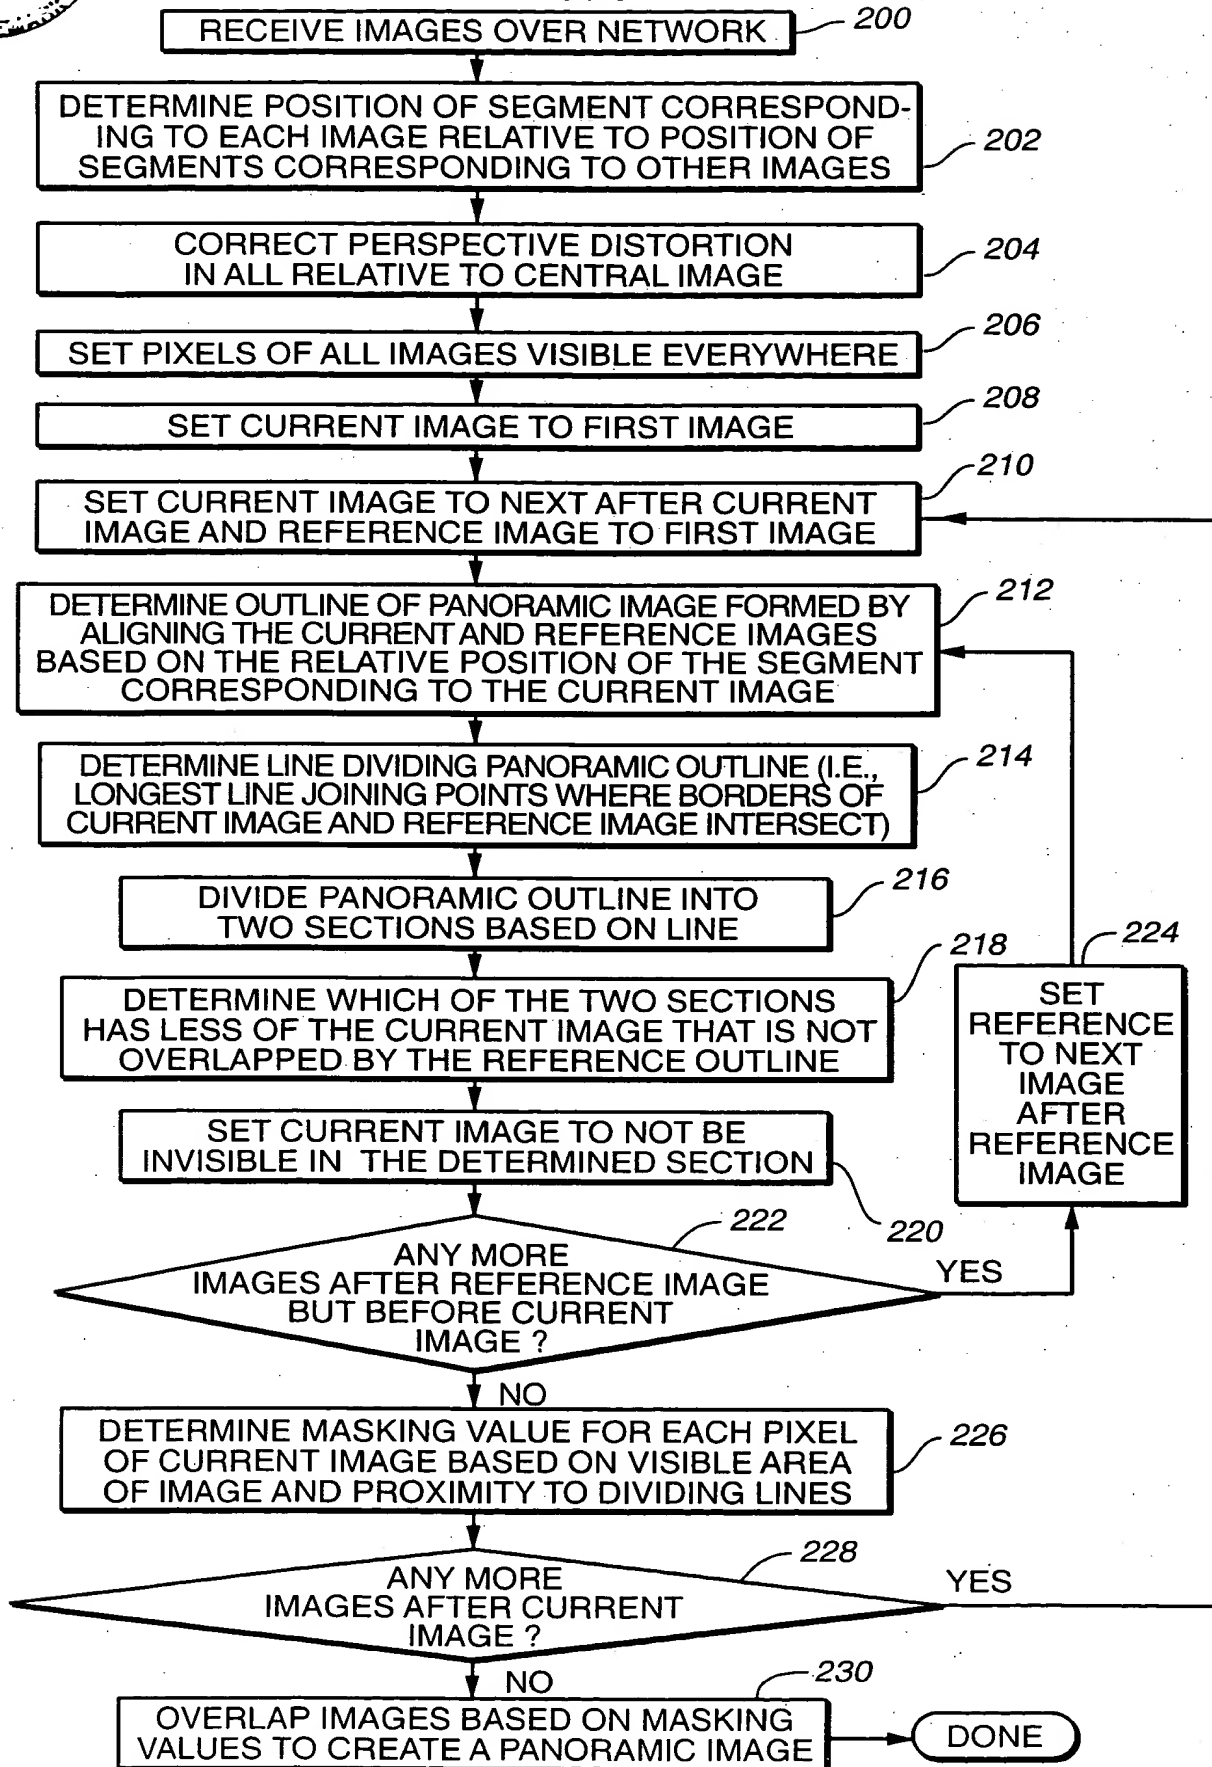 RECEIVE IMAGES OVER NETWORK
200
DETERMINE POSITION OF SEGMENT CORRESPOND-
ING TO EACH IMAGE RELATIVE TO POSITION OF
SEGMENTS CORRESPONDING TO OTHER IMAGES
202
CORRECT PERSPECTIVE DISTORTION
IN ALL RELATIVE TO CENTRAL IMAGE
204
SET PIXELS OF ALL IMAGES VISIBLE EVERYWHERE
206
SET CURRENT IMAGE TO FIRST IMAGE
208
SET CURRENT IMAGE TO NEXT AFTER CURRENT
IMAGE AND REFERENCE IMAGE TO FIRST IMAGE
210
DETERMINE OUTLINE OF PANORAMIC IMAGE FORMED BY
ALIGNING THE CURRENT AND REFERENCE IMAGES
BASED ON THE RELATIVE POSITION OF THE SEGMENT
CORRESPONDING TO THE CURRENT IMAGE
212
DETERMINE LINE DIVIDING PANORAMIC OUTLINE (I.E.,
LONGEST LINE JOINING POINTS WHERE BORDERS OF
CURRENT IMAGE AND REFERENCE IMAGE INTERSECT)
214
DIVIDE PANORAMIC OUTLINE INTO
TWO SECTIONS BASED ON LINE
216
DETERMINE WHICH OF THE TWO SECTIONS
HAS LESS OF THE CURRENT IMAGE THAT IS NOT
OVERLAPPED BY THE REFERENCE OUTLINE
218
224
SET
REFERENCE
TO NEXT
IMAGE
AFTER
REFERENCE
IMAGE
SET CURRENT IMAGE TO NOT BE
INVISIBLE IN THE DETERMINED SECTION
220
222
ANY MORE
IMAGES AFTER REFERENCE IMAGE
BUT BEFORE CURRENT
IMAGE ?
YES
NO
DETERMINE MASKING VALUE FOR EACH PIXEL
OF CURRENT IMAGE BASED ON VISIBLE AREA
OF IMAGE AND PROXIMITY TO DIVIDING LINES
226
228
ANY MORE
IMAGES AFTER CURRENT
IMAGE ?
YES
NO
230
OVERLAP IMAGES BASED ON MASKING
VALUES TO CREATE A PANORAMIC IMAGE
DONE